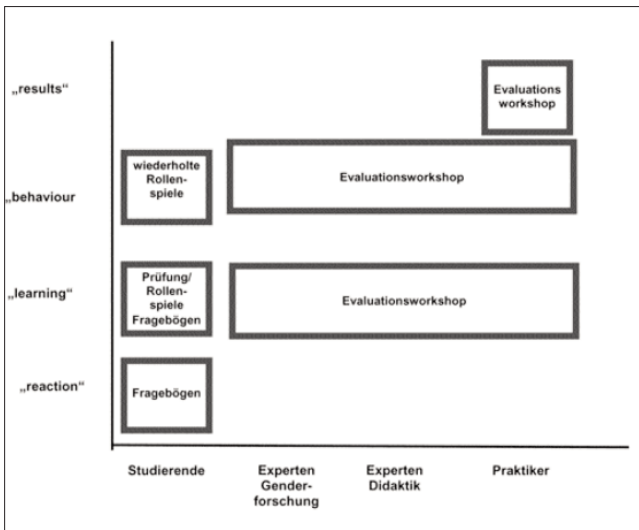 „results“
Evaluations
workshop
„behaviour
wiederholte
Rollen-
spiele
Evaluationsworkshop
„learning“
Prüfung/
Rollen-
spiele
Fragebögen
Evaluationsworkshop
„reaction“
Fragebögen
Studierende
Experten
Gender-
forschung
Experten
Didaktik
Praktiker